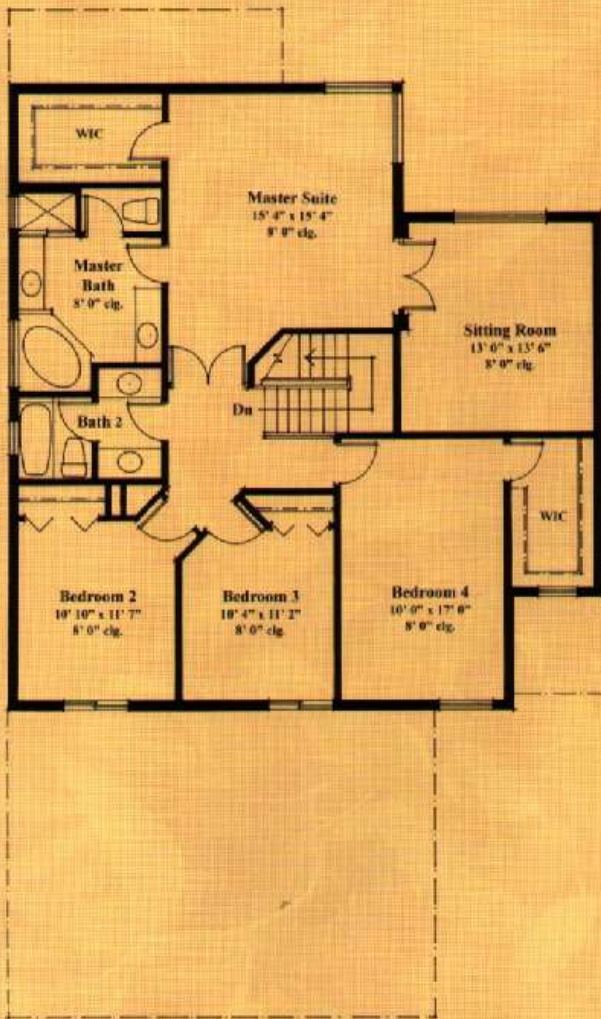 WIC
Master Suite
15' 4" x 15' 4"
8' 0" clg.
Master
Bath
8' 0" clg.
Sitting Room
13' 0" x 13' 6"
8' 0" clg.
Dn
Bath 2
WIC
Bedroom 2
10' 10" x 11' 7"
8' 0" clg.
Bedroom 3
10' 4" x 11' 2"
8' 0" clg.
Bedroom 4
10' 0" x 17' 0"
8' 0" clg.